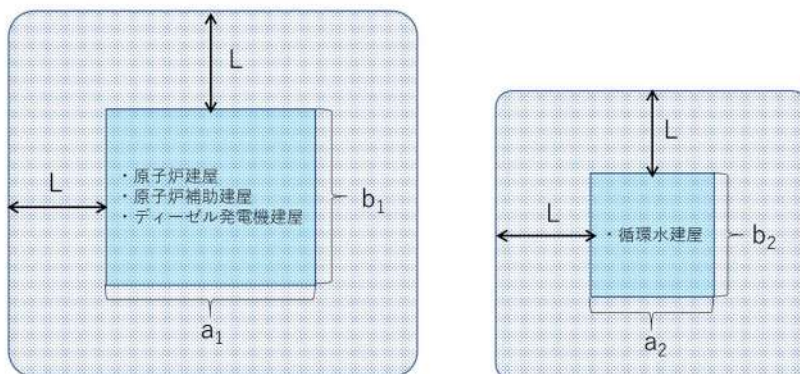 L
L
・原子炉建屋
・原子炉補助建屋
・ディーゼル発電機建屋
b₁
a₁
L
L
・循環水建屋
b₂
a₂